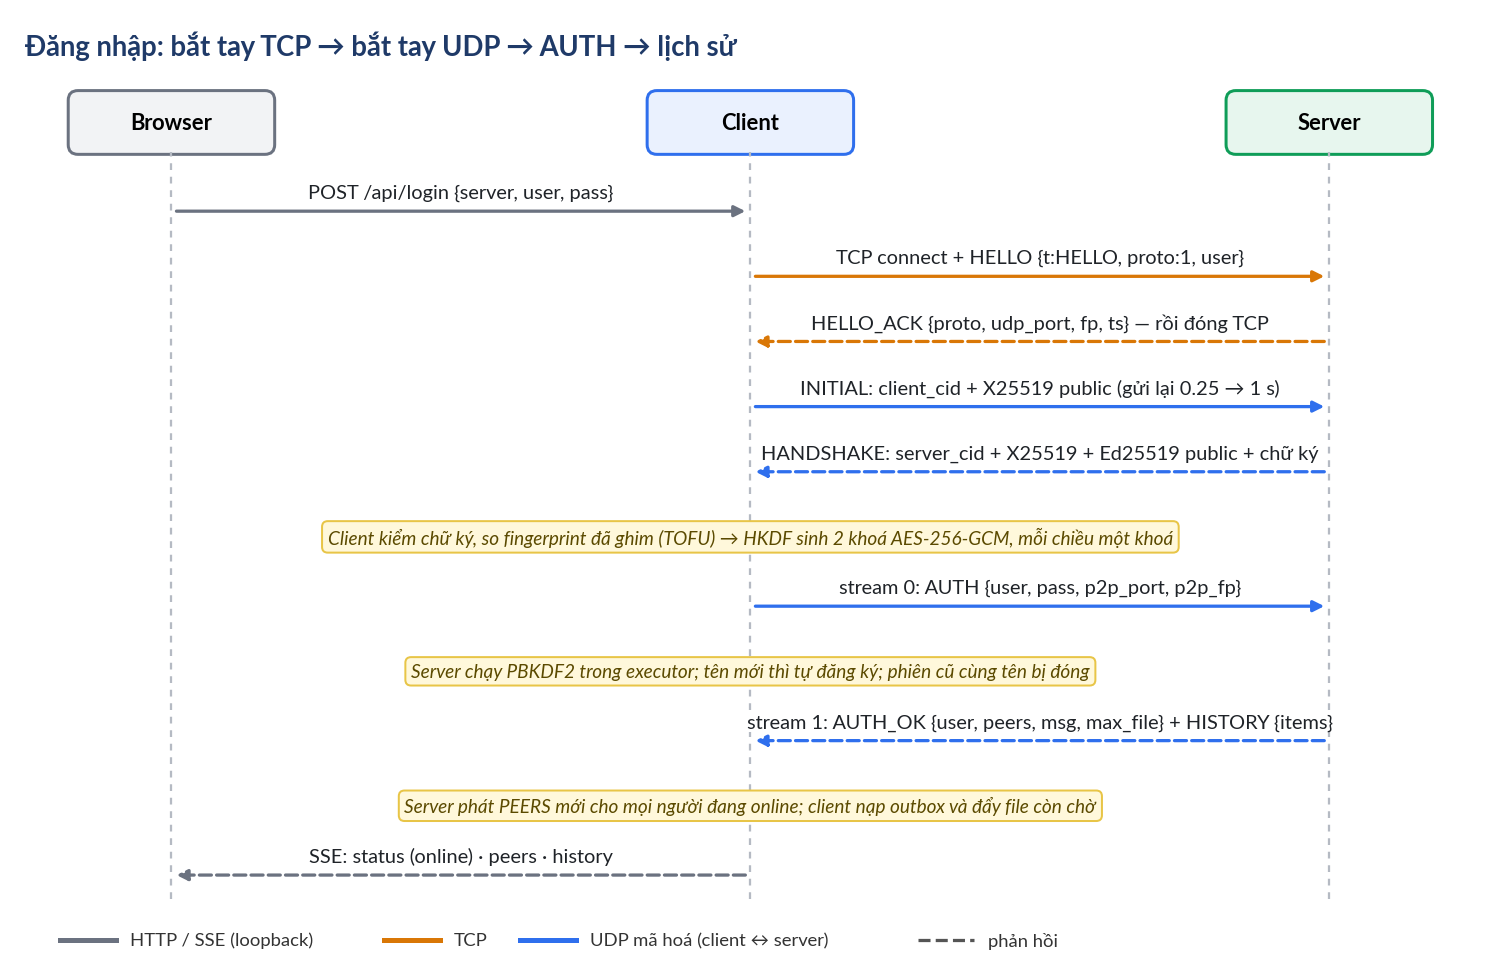 Đăng nhập: bắt tay TCP → bắt tay UDP → AUTH → lịch sử
Browser
Client
Server
POST /api/login {server, user, pass}
TCP connect + HELLO {t:HELLO, proto:1, user}
HELLO_ACK {proto, udp_port, fp, ts} — rồi đóng TCP
INITIAL: client_cid + X25519 public (gửi lại 0.25 → 1 s)
HANDSHAKE: server_cid + X25519 + Ed25519 public + chữ ký
Client kiểm chữ ký, so fingerprint đã ghim (TOFU) → HKDF sinh 2 khoá AES-256-GCM, mỗi chiều một khoá
stream 0: AUTH {user, pass, p2p_port, p2p_fp}
Server chạy PBKDF2 trong executor; tên mới thì tự đăng ký; phiên cũ cùng tên bị đóng
stream 1: AUTH_OK {user, peers, msg, max_file} + HISTORY {items}
Server phát PEERS mới cho mọi người đang online; client nạp outbox và đẩy file còn chờ
SSE: status (online) · peers · history
HTTP / SSE (loopback)
TCP
UDP mã hoá (client ↔ server)
phản hồi